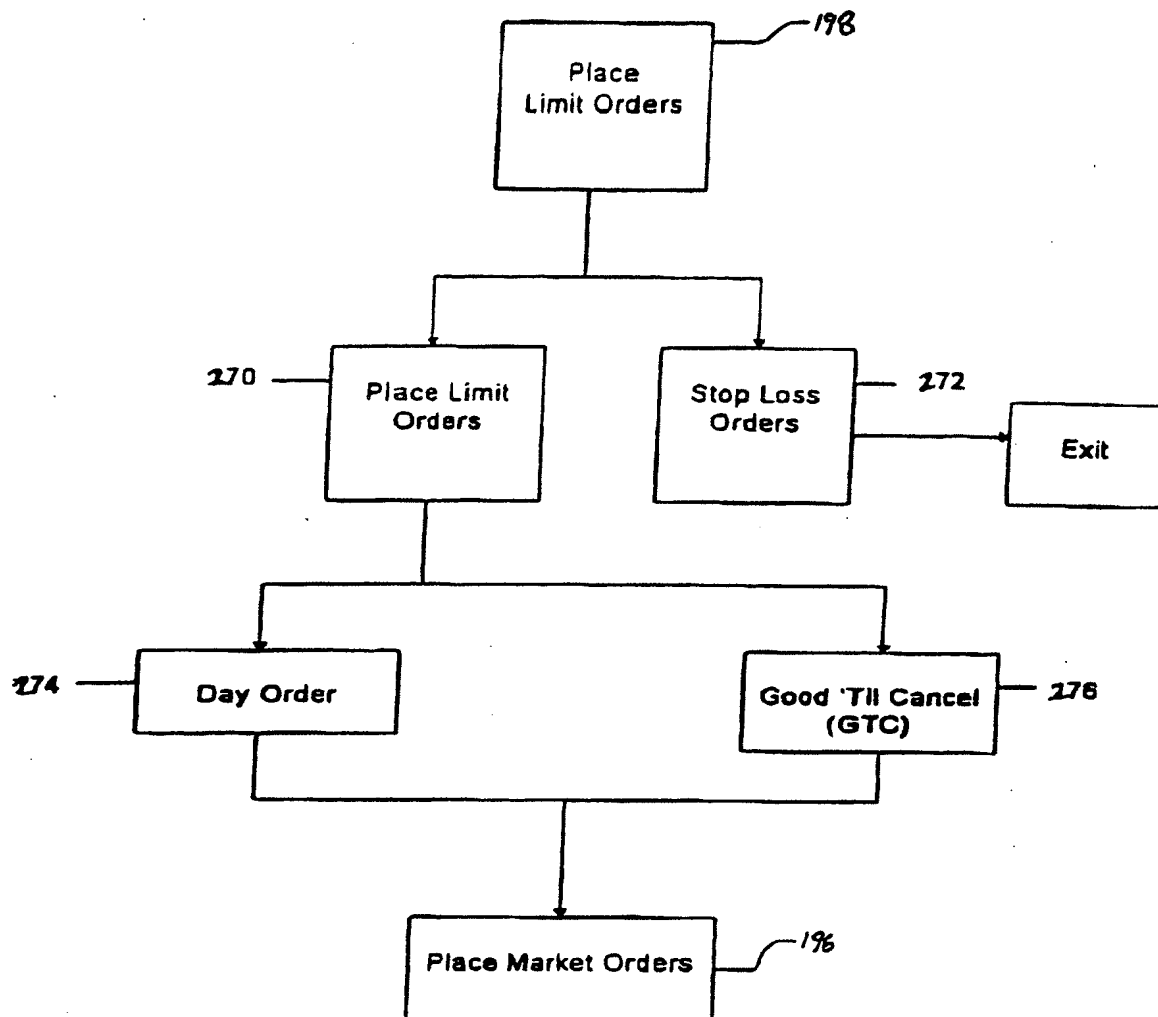 198
Place
Limit Orders
270
Place Limit
Orders
Stop Loss
Orders
272
Exit
274
Day Order
Good 'Til Cancel
(GTC)
276
Place Market Orders
196